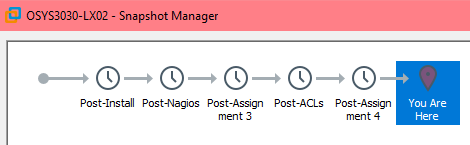 OSYS3030-LX02 - Snapshot Manager
Post-Install
Post-Nagios
Post-Assign
ment 3
Post-ACLs
Post-Assign
ment 4
You Are
Here